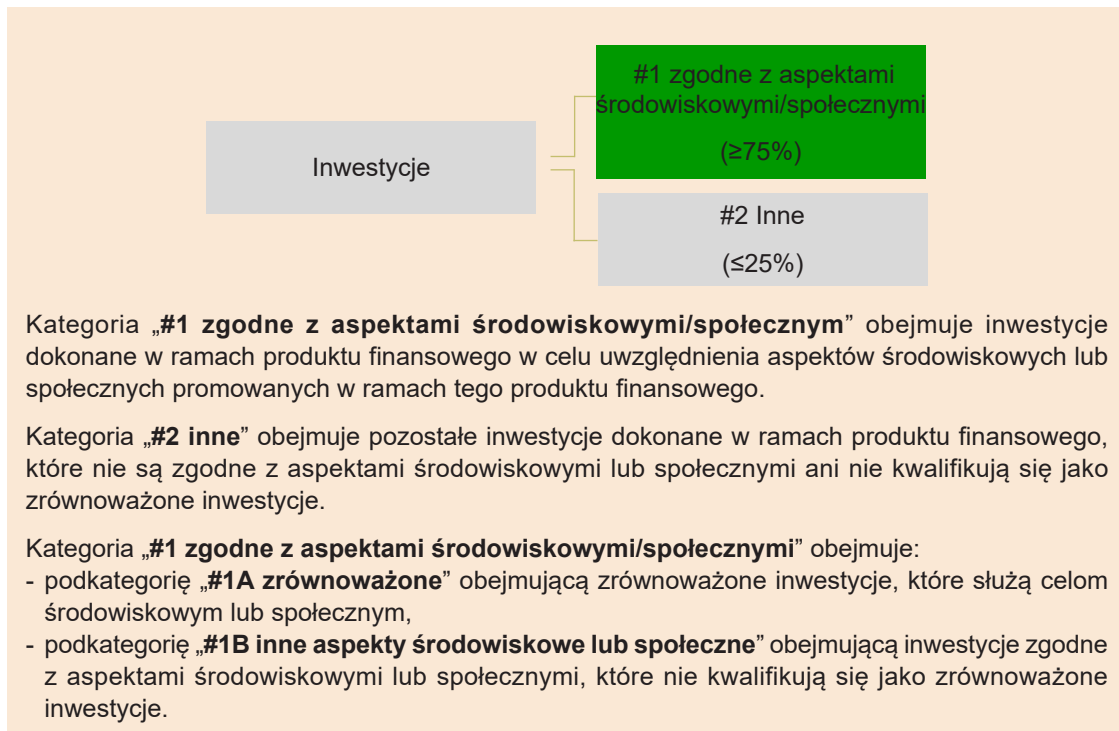 #1 zgodne z aspektami
środowiskowymi/społecznymi
(≥75%)
Inwestycje
#2 Inne
(≤25%)
Kategoria „#1 zgodne z aspektami środowiskowymi/społecznym” obejmuje inwestycje
dokonane w ramach produktu finansowego w celu uwzględnienia aspektów środowiskowych lub
społecznych promowanych w ramach tego produktu finansowego.
Kategoria „#2 inne” obejmuje pozostałe inwestycje dokonane w ramach produktu finansowego,
które nie są zgodne z aspektami środowiskowymi lub społecznymi ani nie kwalifikują się jako
zrównoważone inwestycje.
Kategoria „#1 zgodne z aspektami środowiskowymi/społecznymi” obejmuje:
- podkategorię „#1A zrównoważone” obejmującą zrównoważone inwestycje, które służą celom
środowiskowym lub społecznym,
- podkategorię „#1B inne aspekty środowiskowe lub społeczne” obejmującą inwestycje zgodne
z aspektami środowiskowymi lub społecznymi, które nie kwalifikują się jako zrównoważone
inwestycje.